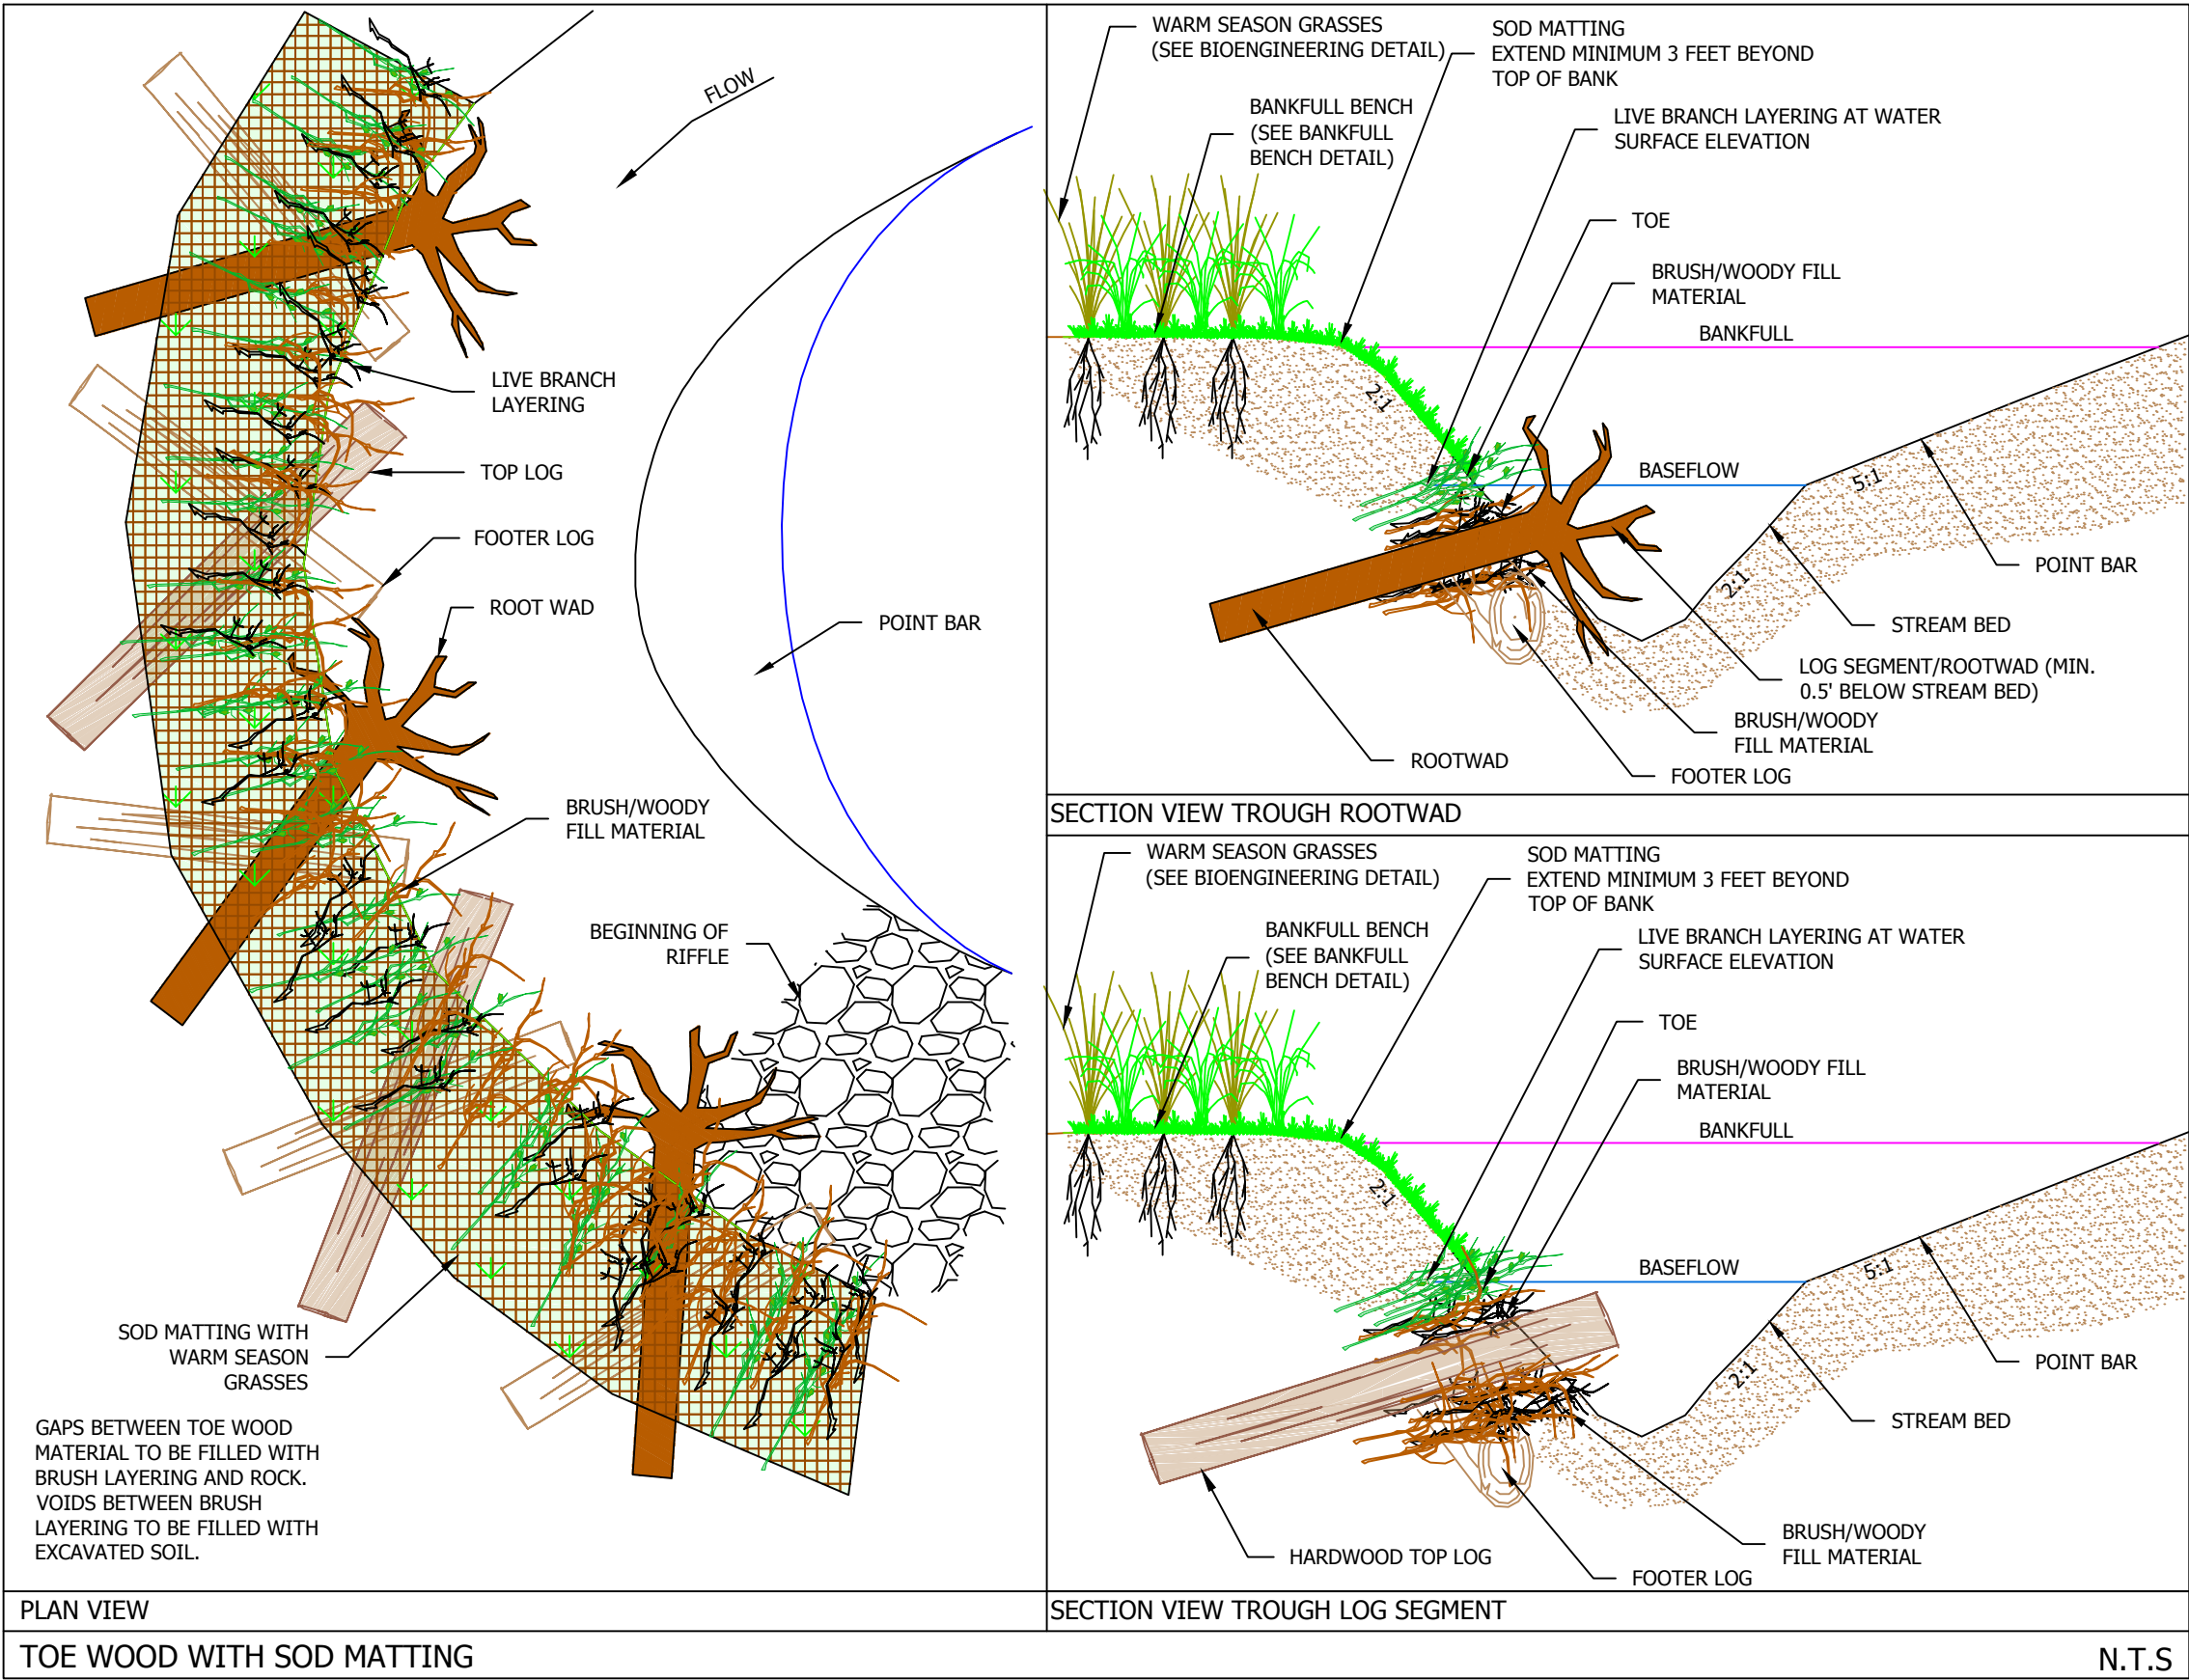 FLOW
LIVE BRANCH
LAYERING
TOP LOG
FOOTER LOG
ROOT WAD
POINT BAR
BRUSH/WOODY
FILL MATERIAL
BEGINNING OF
RIFFLE
SOD MATTING WITH
WARM SEASON
GRASSES
GAPS BETWEEN TOE WOOD
MATERIAL TO BE FILLED WITH
BRUSH LAYERING AND ROCK.
VOIDS BETWEEN BRUSH
LAYERING TO BE FILLED WITH
EXCAVATED SOIL.
PLAN VIEW
WARM SEASON GRASSES
(SEE BIOENGINEERING DETAIL)
SOD MATTING
EXTEND MINIMUM 3 FEET BEYOND
TOP OF BANK
BANKFULL BENCH
(SEE BANKFULL
BENCH DETAIL)
LIVE BRANCH LAYERING AT WATER
SURFACE ELEVATION
TOE
BRUSH/WOODY FILL
MATERIAL
BANKFULL
2:1
BASEFLOW
5:1
2:1
POINT BAR
STREAM BED
LOG SEGMENT/ROOTWAD (MIN.
0.5' BELOW STREAM BED)
BRUSH/WOODY
FILL MATERIAL
ROOTWAD
FOOTER LOG
SECTION VIEW TROUGH ROOTWAD
WARM SEASON GRASSES
(SEE BIOENGINEERING DETAIL)
SOD MATTING
EXTEND MINIMUM 3 FEET BEYOND
TOP OF BANK
BANKFULL BENCH
(SEE BANKFULL
BENCH DETAIL)
LIVE BRANCH LAYERING AT WATER
SURFACE ELEVATION
TOE
BRUSH/WOODY FILL
MATERIAL
BANKFULL
2:1
BASEFLOW
5:1
2:1
POINT BAR
STREAM BED
BRUSH/WOODY
FILL MATERIAL
HARDWOOD TOP LOG
FOOTER LOG
SECTION VIEW TROUGH LOG SEGMENT
TOE WOOD WITH SOD MATTING
N.T.S